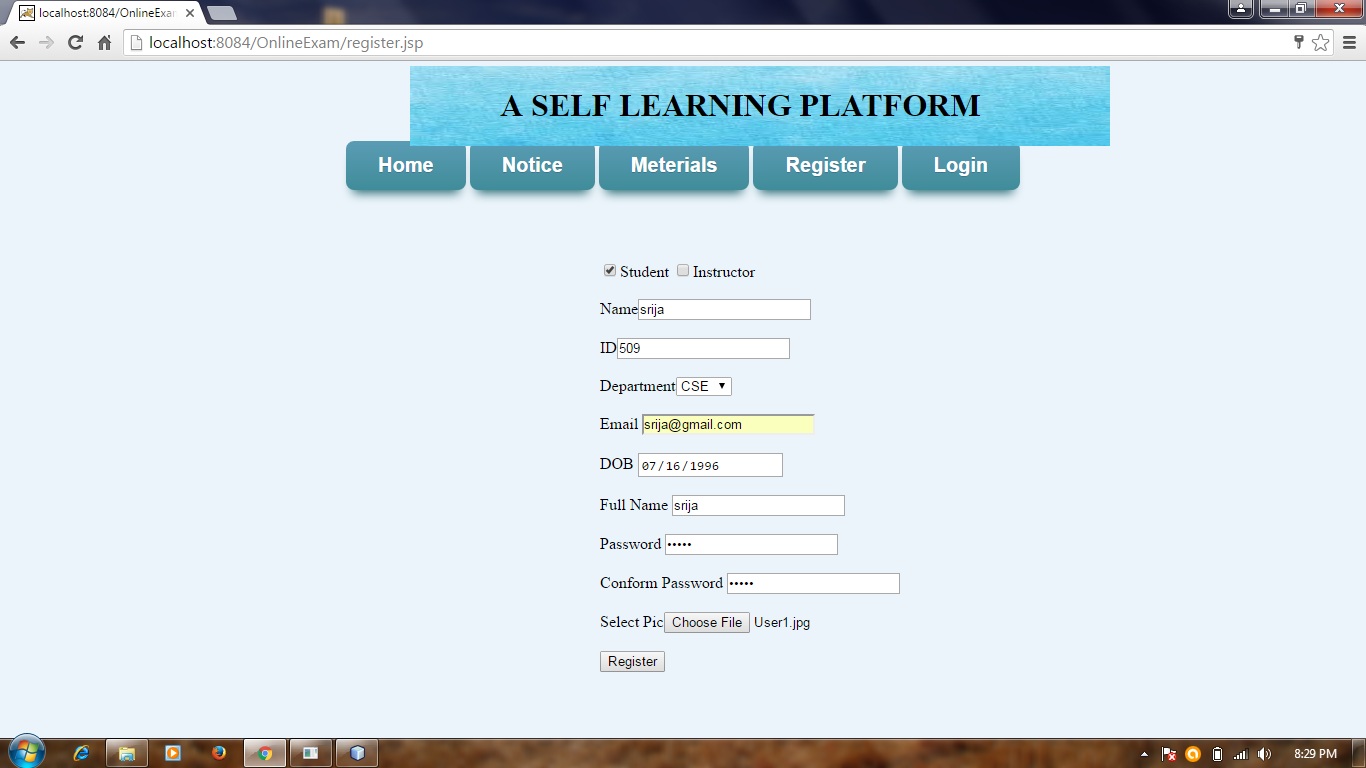 localhost:8084/OnlineExa
localhost:8084/OnlineExam/register.jsp
A SELF LEARNING PLATFORM
Home Notice Meterials Register Login
Student Instructor
Name srija
ID 509
Department CSE
Email srija@gmail.com
DOB 07/16/1996
Full Name srija
Password •••••
Conform Password •••••
Select Pic Choose File User1.jpg
Register
8:29 PM